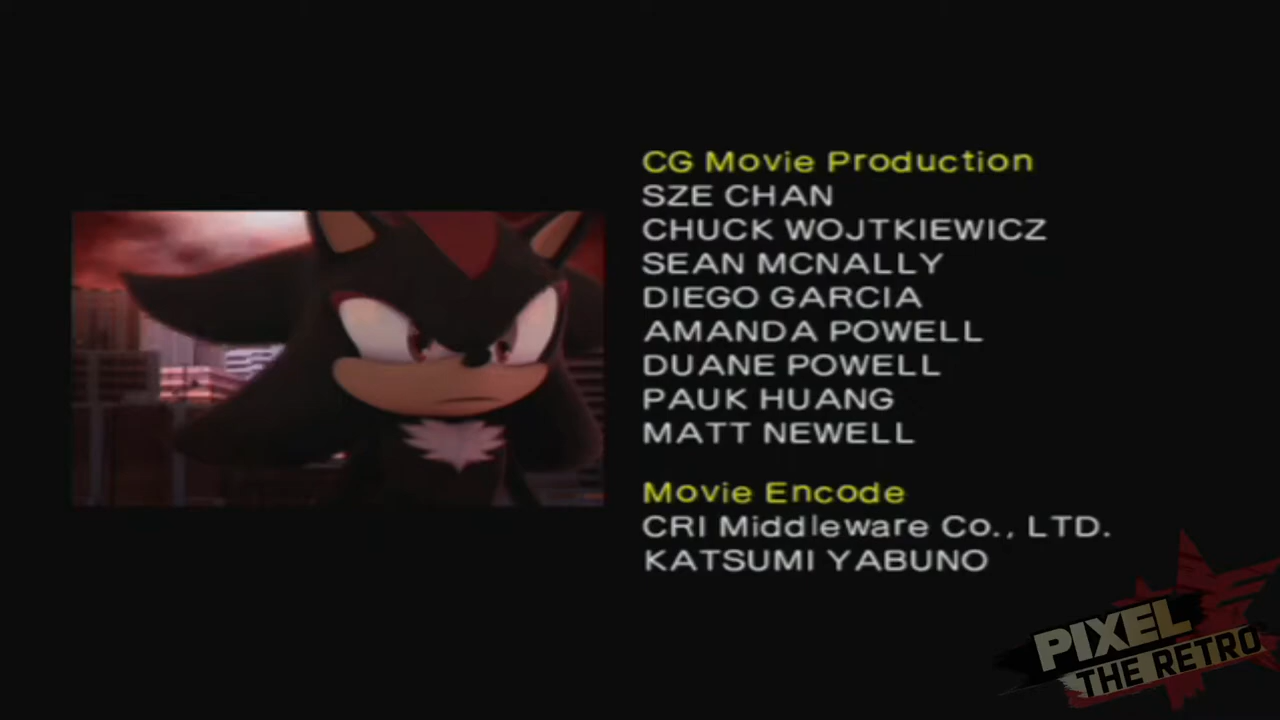 CG Movie Production
SZE CHAN
CHUCK WOJTKIEWICZ
SEAN MCNALLY
DIEGO GARCIA
AMANDA POWELL
DUANE POWELL
PAUK HUANG
MATT NEWELL
Movie Encode
CRI Middleware Co., LTD.
KATSUMI YABUNO
PIXEL
THE RETRO